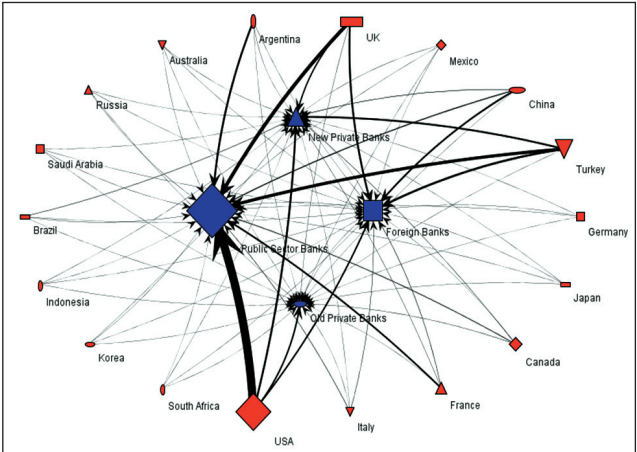 Argentina
UK
Australia
Mexico
Russia
China
New Private Banks
Saudi Arabia
Turkey
Brazil
Public Sector Banks
Foreign Banks
Germany
Indonesia
Old Private Banks
Japan
Korea
Canada
South Africa
Italy
France
USA